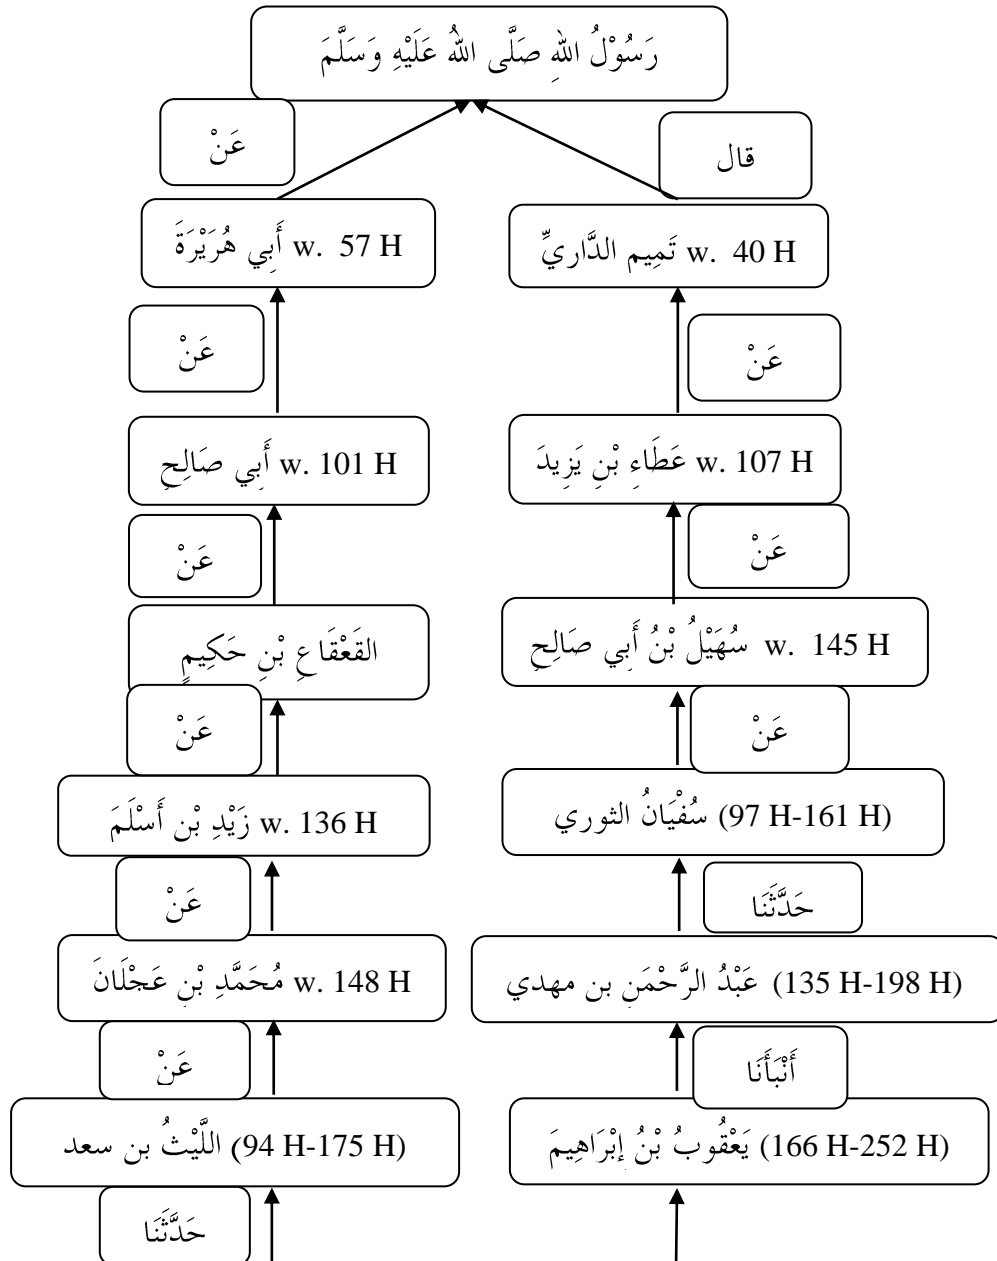 رَسُوْلُ اللهِ صَلَّى اللهُ عَلَيْهِ وَسَلَّمَ
عَنْ
قال
أَبِي هُرَيْرَةَ w. 57 H
تَمِيم الدَّارِيِّ w. 40 H
عَنْ
عَنْ
أَبِي صَالِحٍ w. 101 H
عَطَاءِ بْنِ يَزِيدَ w. 107 H
عَنْ
عَنْ
القَعْقَاعِ بْنِ حَكِيمٍ
سُهَيْلُ بْنُ أَبِي صَالِحِ w. 145 H
عَنْ
عَنْ
زَيْدِ بْنِ أَسْلَمَ w. 136 H
سُفْيَانُ الثوري (97 H-161 H)
عَنْ
حَدَّثَنَا
مُحَمَّدِ بْنِ عَجْلَانَ w. 148 H
عَبْدُ الرَّحْمَنِ بن مهدي (135 H-198 H)
عَنْ
أَنْبَأَنَا
اللَّيْثُ بن سعد (94 H-175 H)
يَعْقُوبُ بْنُ إِبْرَاهِيمَ (166 H-252 H)
حَدَّثَنَا